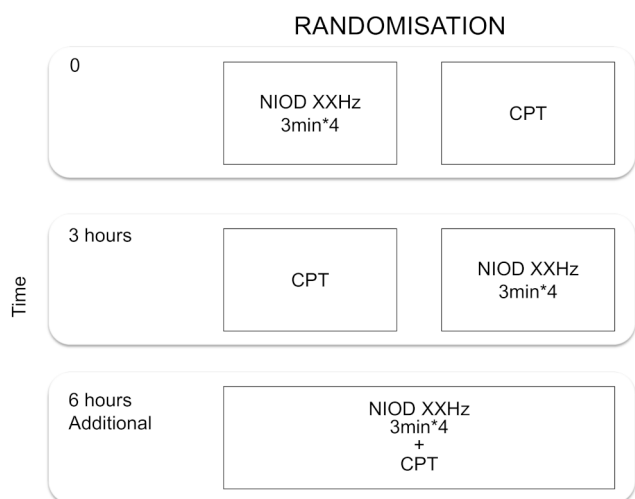 RANDOMISATION
0
NIOD XXHz
3min*4
CPT
Time
3 hours
CPT
NIOD XXHz
3min*4
6 hours
Additional
NIOD XXHz
3min*4
+
CPT